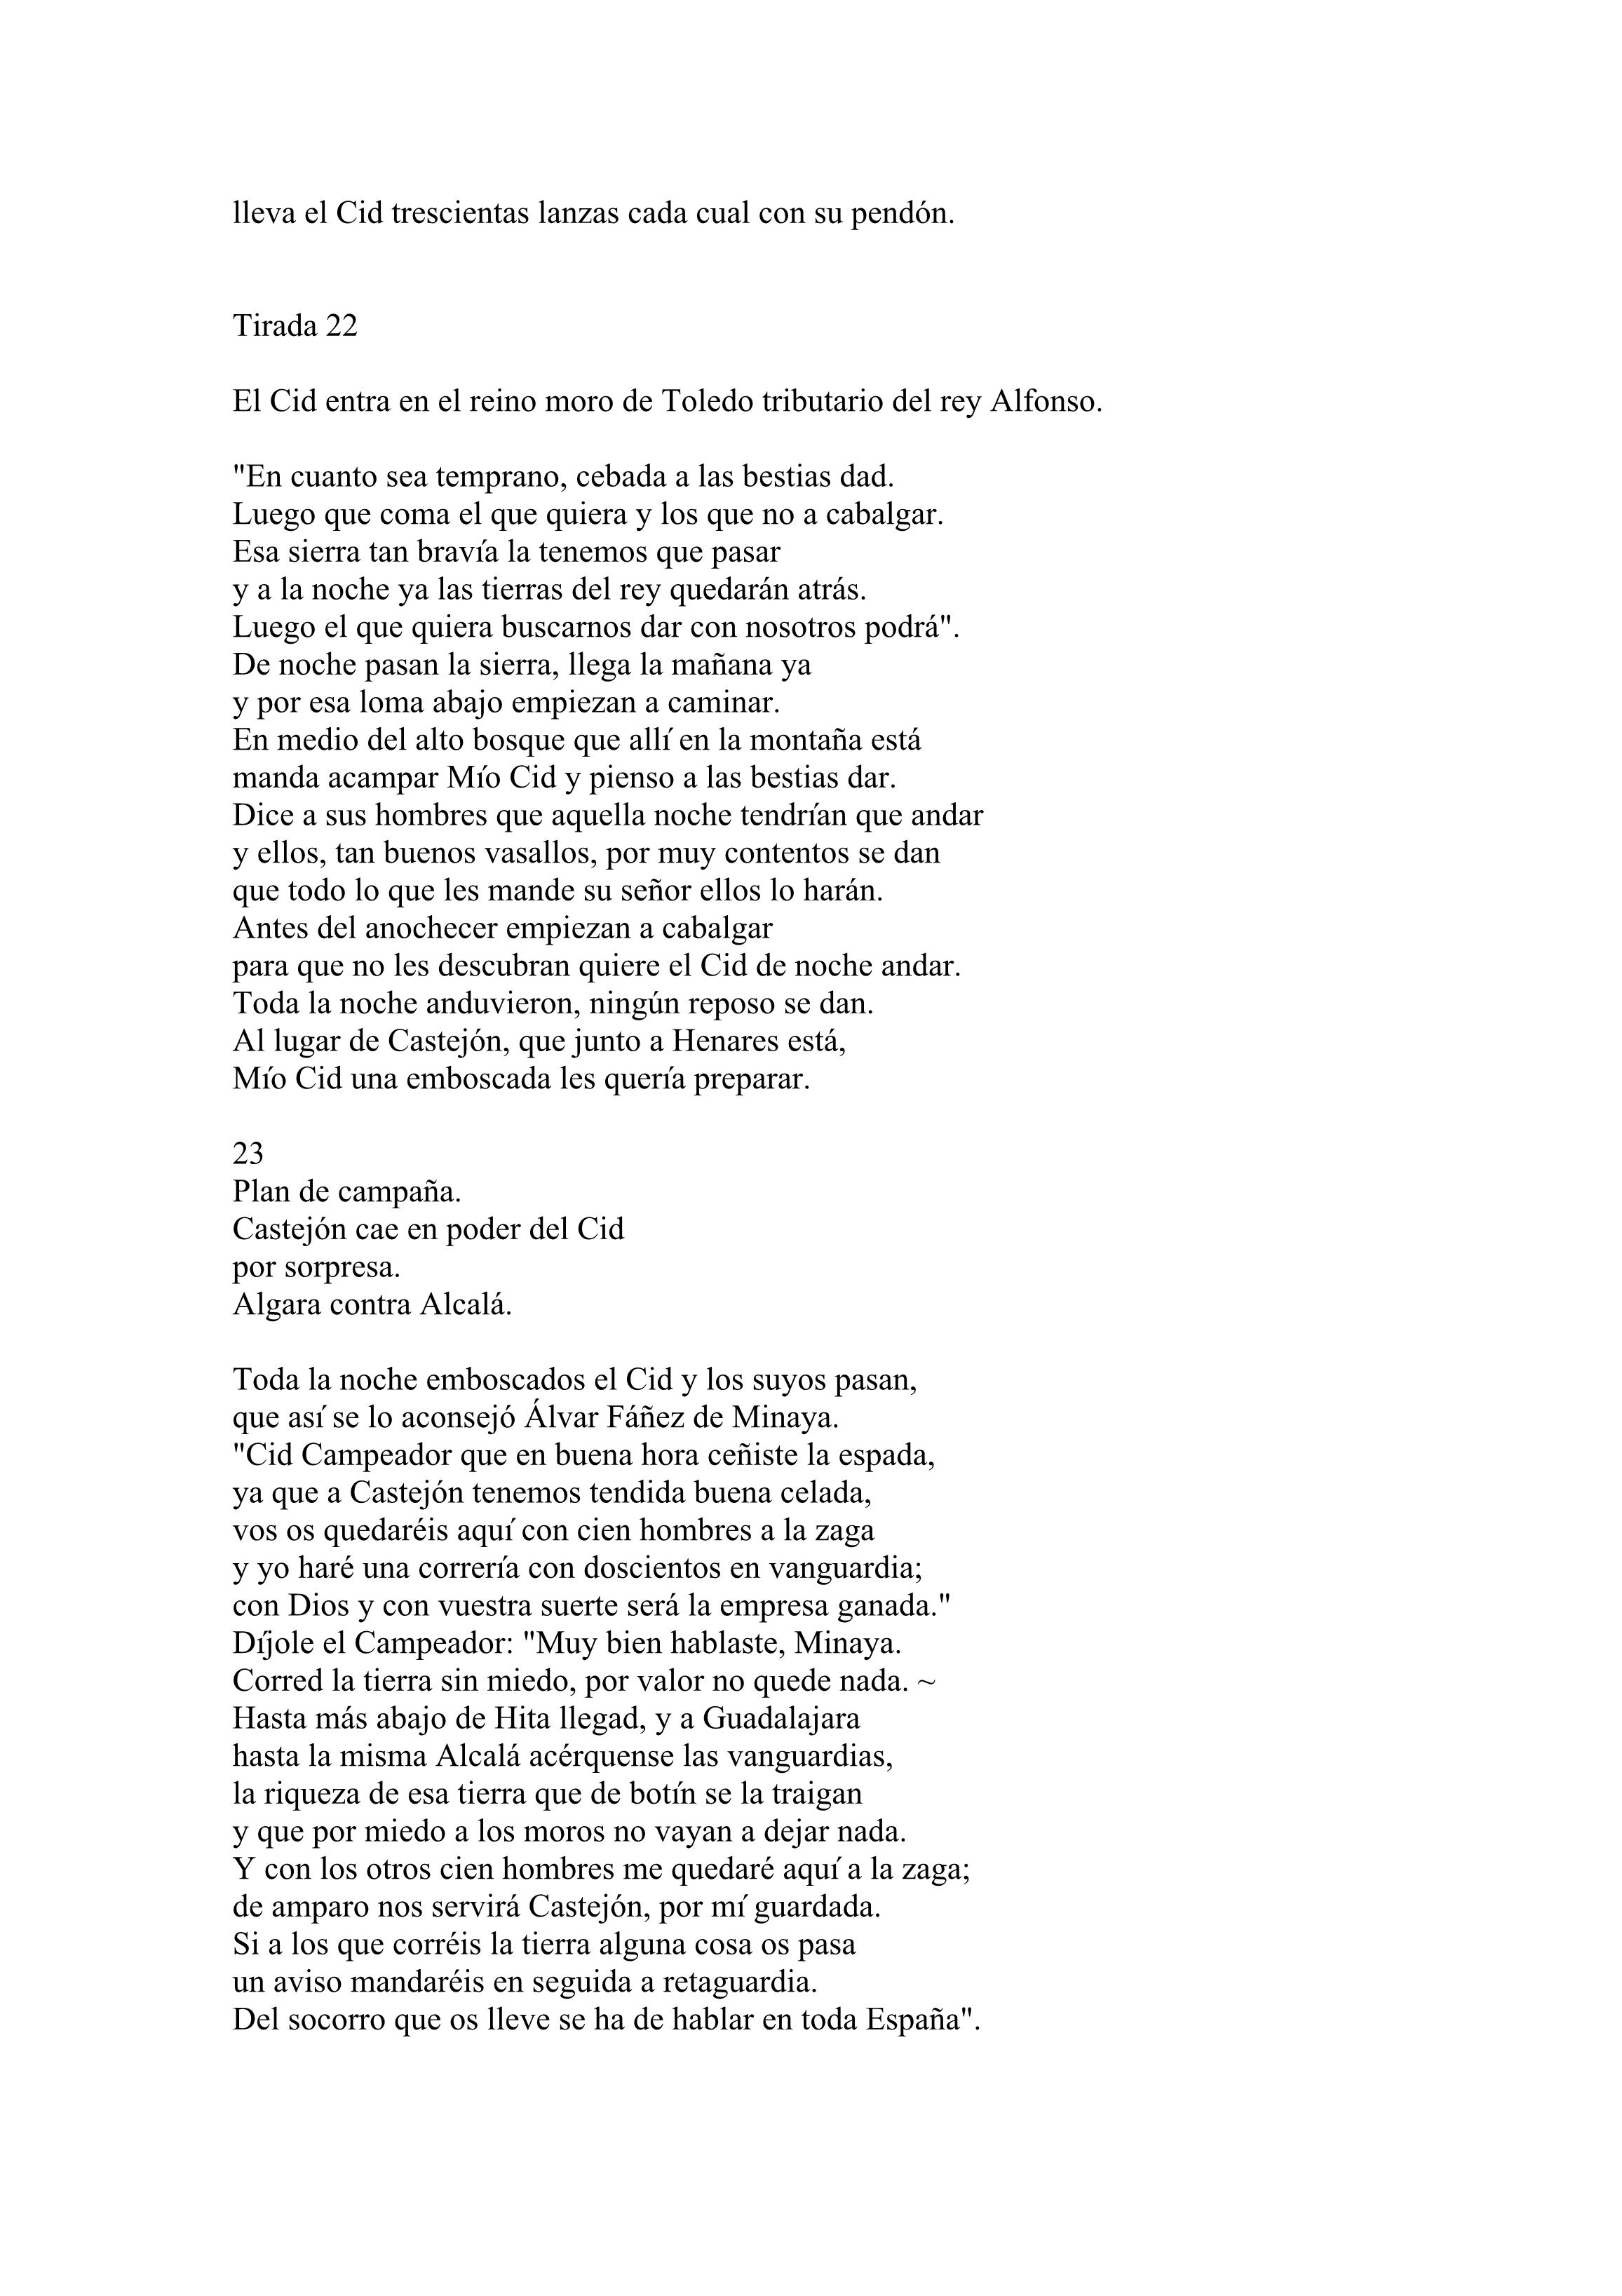 lleva el Cid trescientas lanzas cada cual con su pendón.
Tirada 22
El Cid entra en el reino moro de Toledo tributario del rey Alfonso.
"En cuanto sea temprano, cebada a las bestias dad.
Luego que coma el que quiera y los que no a cabalgar.
Esa sierra tan bravía la tenemos que pasar
y a la noche ya las tierras del rey quedarán atrás.
Luego el que quiera buscarnos dar con nosotros podrá".
De noche pasan la sierra, llega la mañana ya
y por esa loma abajo empiezan a caminar.
En medio del alto bosque que allí en la montaña está
manda acampar Mío Cid y pienso a las bestias dar.
Dice a sus hombres que aquella noche tendrían que andar
y ellos, tan buenos vasallos, por muy contentos se dan
que todo lo que les mande su señor ellos lo harán.
Antes del anochecer empiezan a cabalgar
para que no les descubran quiere el Cid de noche andar.
Toda la noche anduvieron, ningún reposo se dan.
Al lugar de Castejón, que junto a Henares está,
Mío Cid una emboscada les quería preparar.
23
Plan de campaña.
Castejón cae en poder del Cid
por sorpresa.
Algara contra Alcalá.
Toda la noche emboscados el Cid y los suyos pasan,
que así se lo aconsejó Álvar Fáñez de Minaya.
"Cid Campeador que en buena hora ceñiste la espada,
ya que a Castejón tenemos tendida buena celada,
vos os quedaréis aquí con cien hombres a la zaga
y yo haré una correría con doscientos en vanguardia;
con Dios y con vuestra suerte será la empresa ganada."
Díjole el Campeador: "Muy bien hablaste, Minaya.
Corred la tierra sin miedo, por valor no quede nada. ~
Hasta más abajo de Hita llegad, y a Guadalajara
hasta la misma Alcalá acérquense las vanguardias,
la riqueza de esa tierra que de botín se la traigan
y que por miedo a los moros no vayan a dejar nada.
Y con los otros cien hombres me quedaré aquí a la zaga;
de amparo nos servirá Castejón, por mí guardada.
Si a los que corréis la tierra alguna cosa os pasa
un aviso mandaréis en seguida a retaguardia.
Del socorro que os lleve se ha de hablar en toda España".